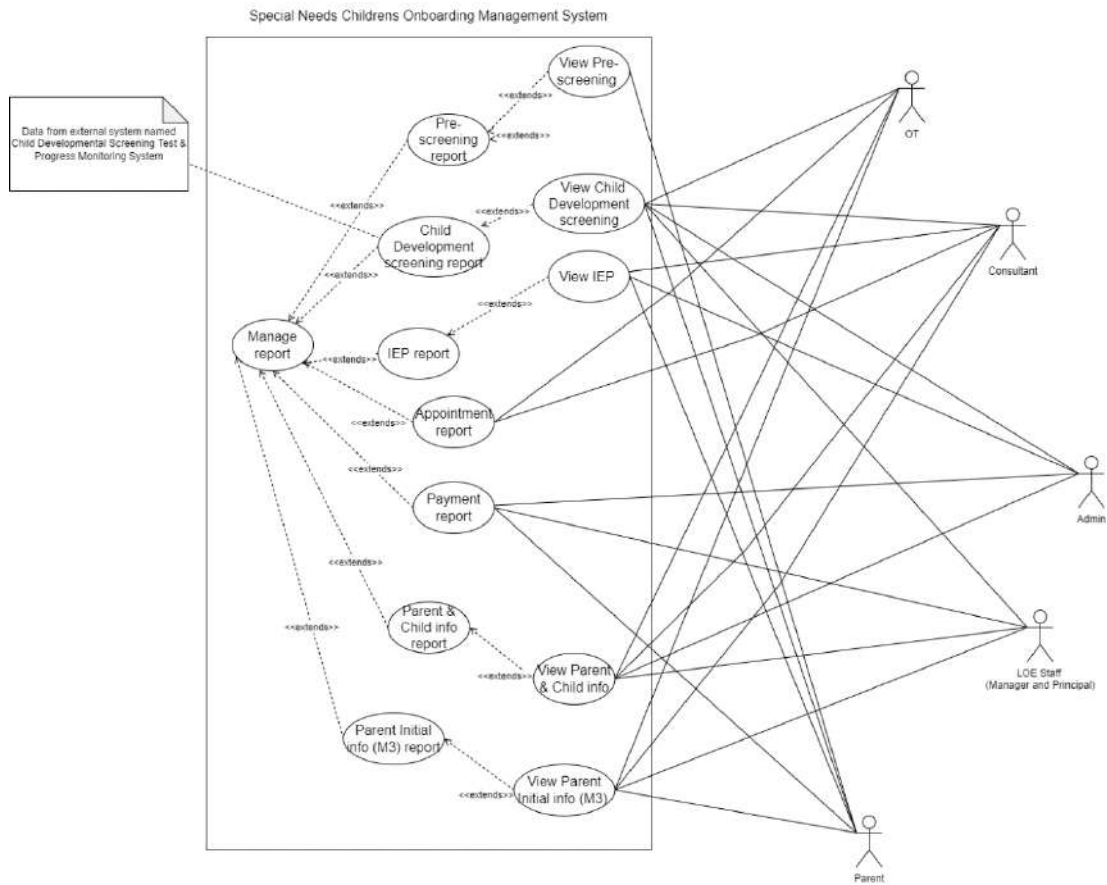 Special Needs Childrens Onboarding Management System
View Pre-
screening
<<extends>>
Pre-
screening
report
<<extends>>
Data from external system named
Child Developmental Screening Test &
Progress Monitoring System
OT
<<extends>>
View Child
Development
screening
<<extends>>
Child
Development
screening report
<<extends>>
Consultant
View IEP
<<extends>>
Manage
report
<<extends>>
IEP report
Appointment
report
<<extends>>
<<extends>>
Payment
report
Admin
<<extends>>
Parent &
Child info
report
<<extends>>
<<extends>>
View Parent
& Child info
LOE Staff
(Manager and Principal)
Parent Initial
info (M3) report
<<extends>>
View Parent
Initial info (M3)
Parent